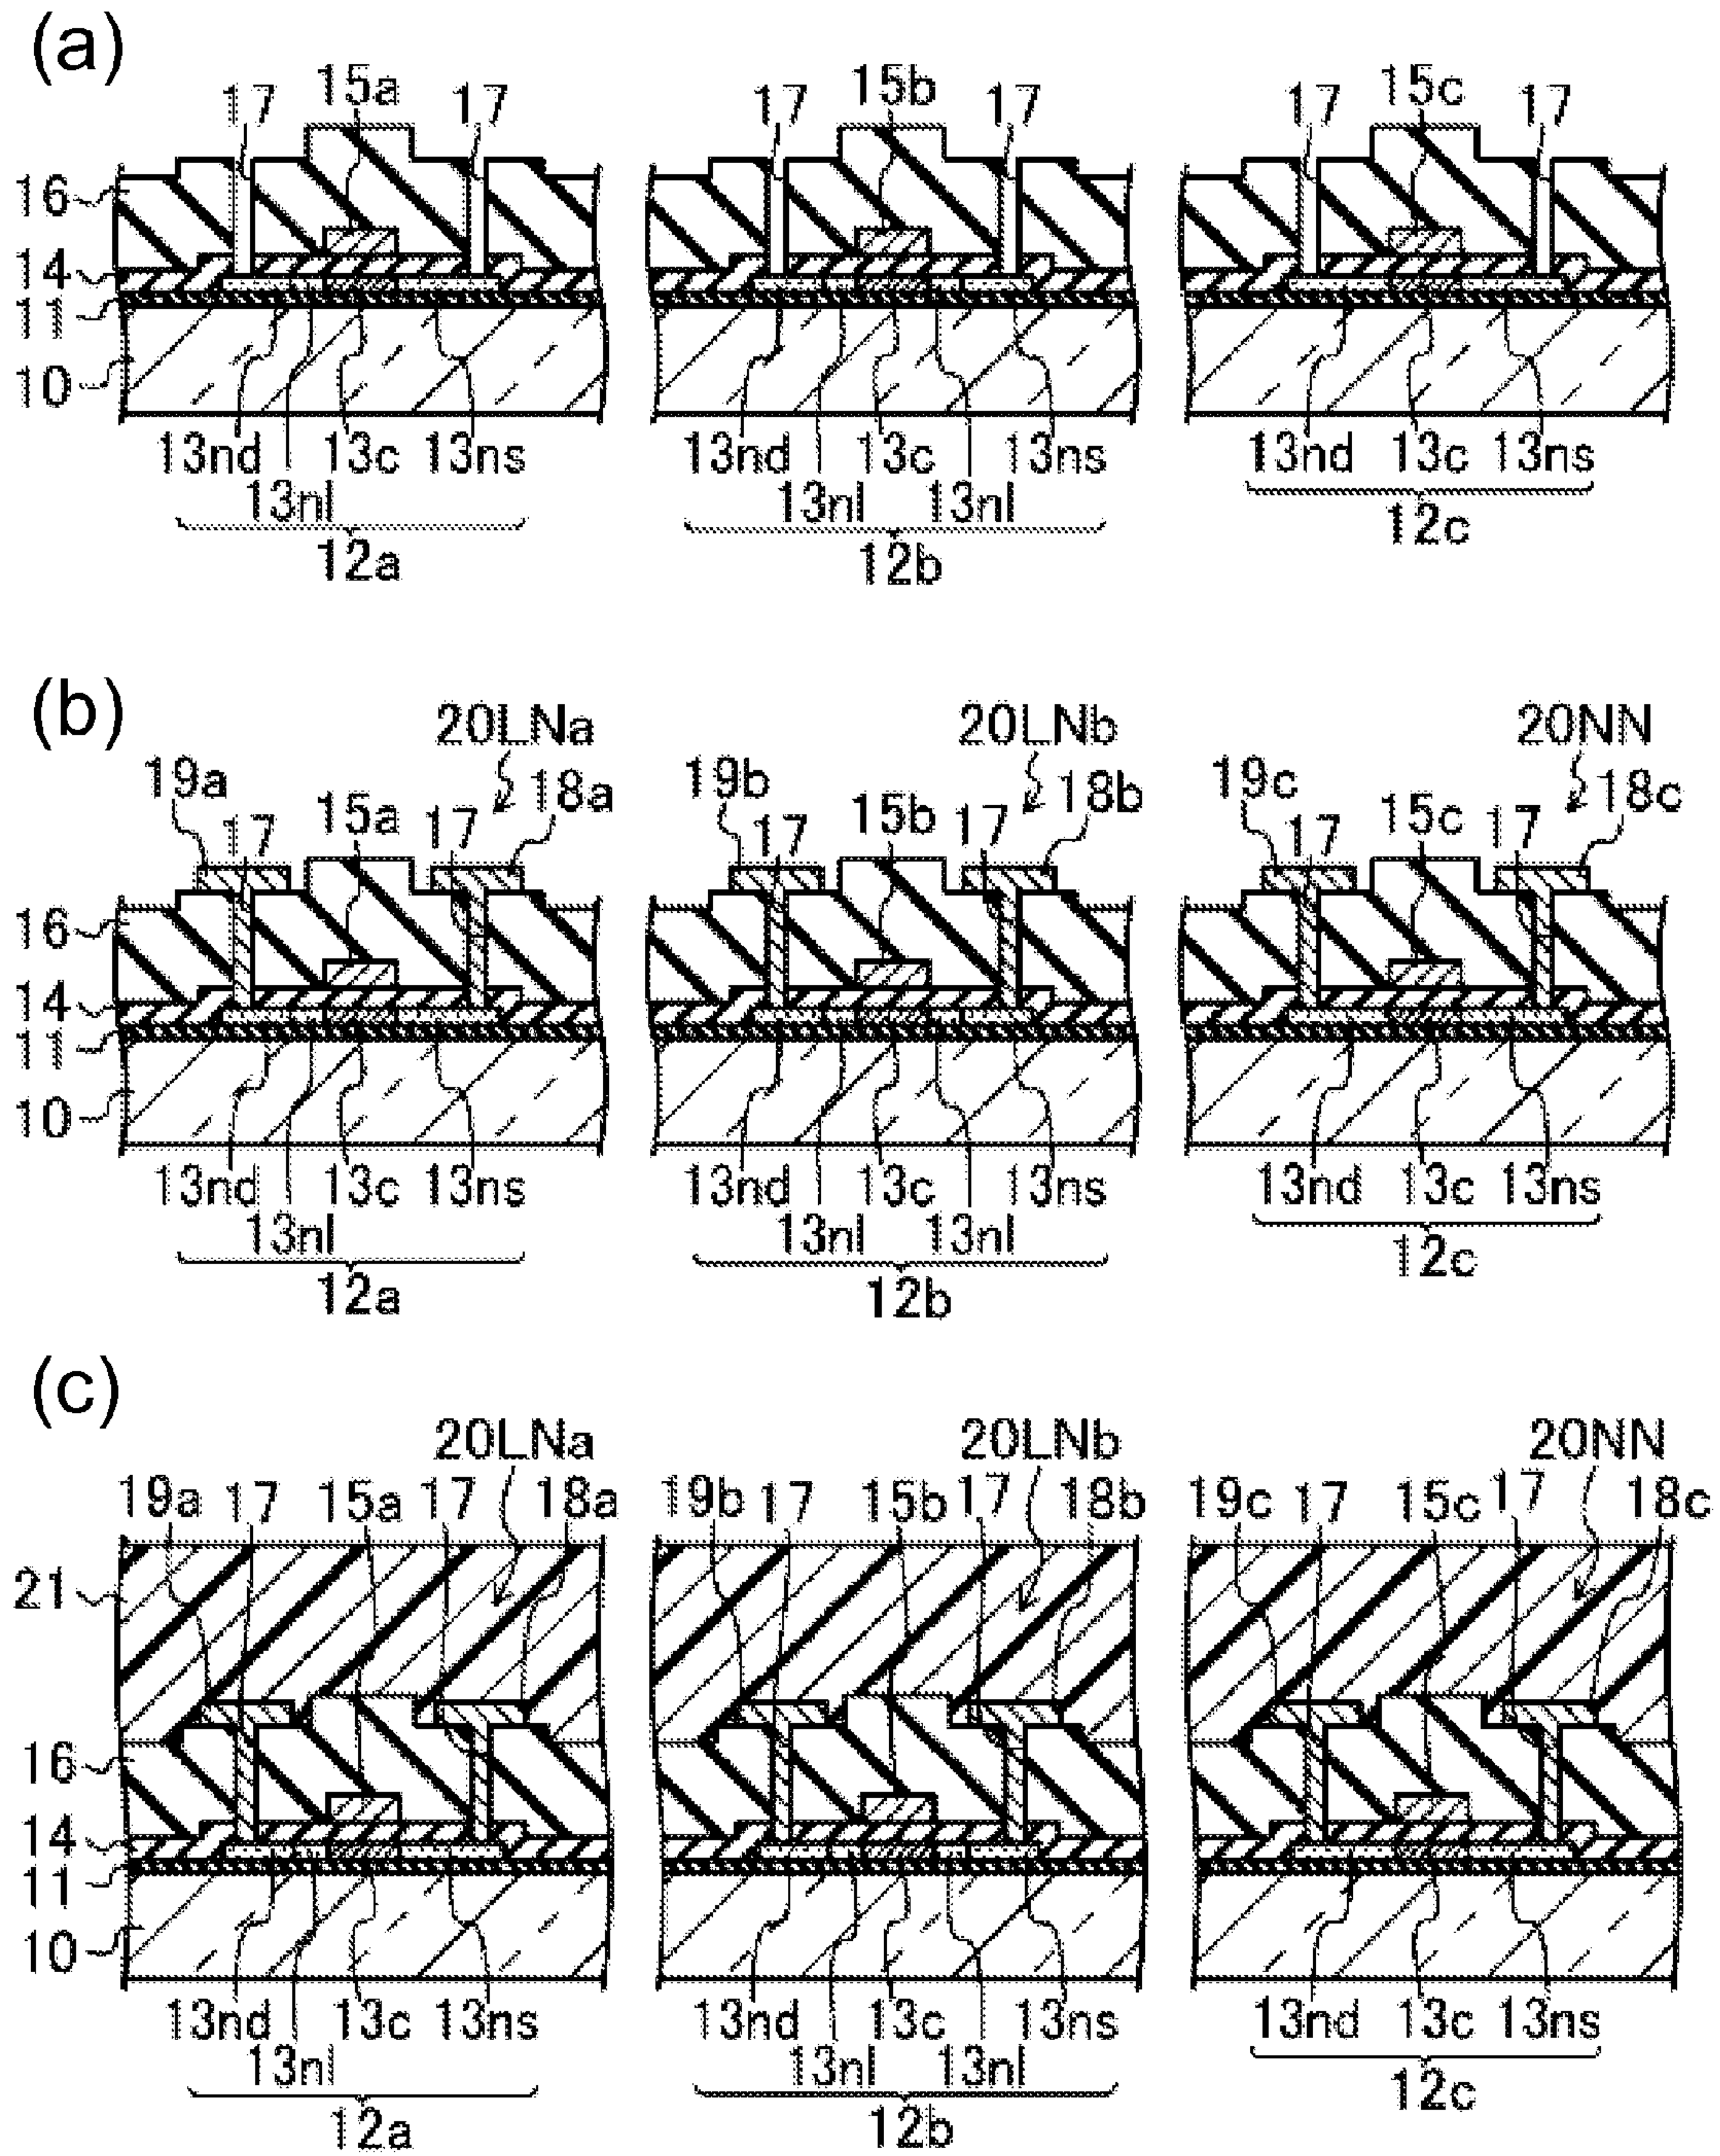 (a)
15a 15b 15c
17 17 17 17 17 17
16
14
11
10
13nd 13c 13ns 13nd 13c 13ns 13nd 13c 13ns
13nl 13nl 13nl
12a 12b 12c
(b)
20LNa 20LNb 20NN
19a 18a 19b 18b 19c 18c
15a 17 15b 17 15c 17
17 17 17
16
14
11
10
13nd 13c 13ns 13nd 13c 13ns 13nd 13c 13ns
13nl 13nl 13nl
12a 12b 12c
(c)
20LNa 20LNb 20NN
19a 17 15a 17 18a 19b 17 15b 17 18b 19c 17 15c 17 18c
21
16
14
11
10
13nd 13c 13ns 13nd 13c 13ns 13nd 13c 13ns
13nl 13nl 13nl
12a 12b 12c